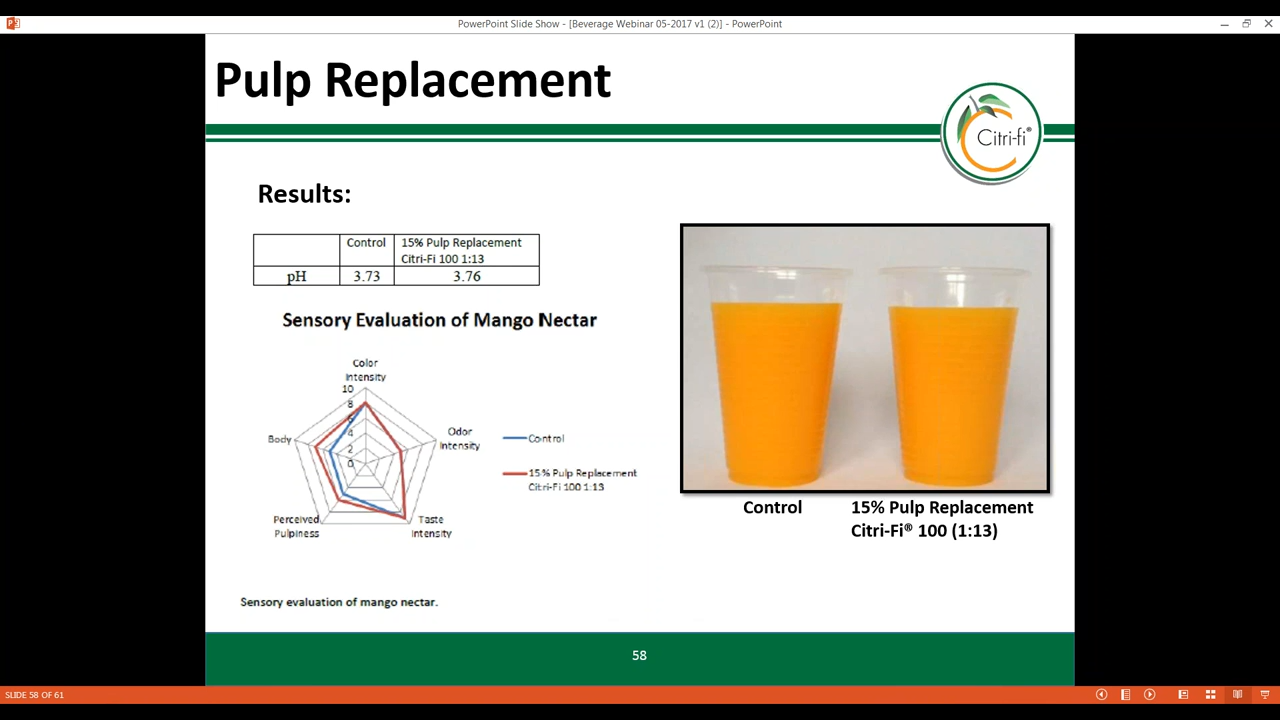 PowerPoint Slide Show - [Beverage Webinar 05-2017 v1 (2)] - PowerPoint
Pulp Replacement
Citri-fi®
Results:
Control
15% Pulp Replacement
Citri-Fi 100 1:13
pH
3.73
3.76
Sensory Evaluation of Mango Nectar
Color
Intensity
10
8
4
2
0
Odor
Intensity
Body
Perceived
Pulpiness
Taste
Intensity
Control
15% Pulp Replacement
Citri-Fi 100 1:13
Control
15% Pulp Replacement
Citri-Fi® 100 (1:13)
Sensory evaluation of mango nectar.
58
SLIDE 58 OF 61